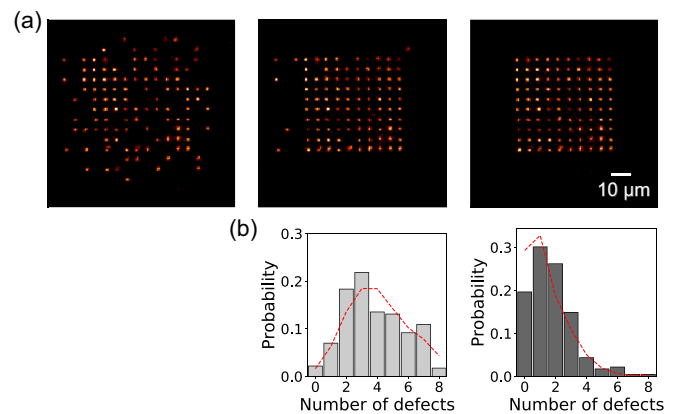 (a)
10 μm
(b)
0.3
0.2
0.1
0.0
Probability
0 2 4 6 8
Number of defects
0.3
0.2
0.1
0.0
Probability
0 2 4 6 8
Number of defects